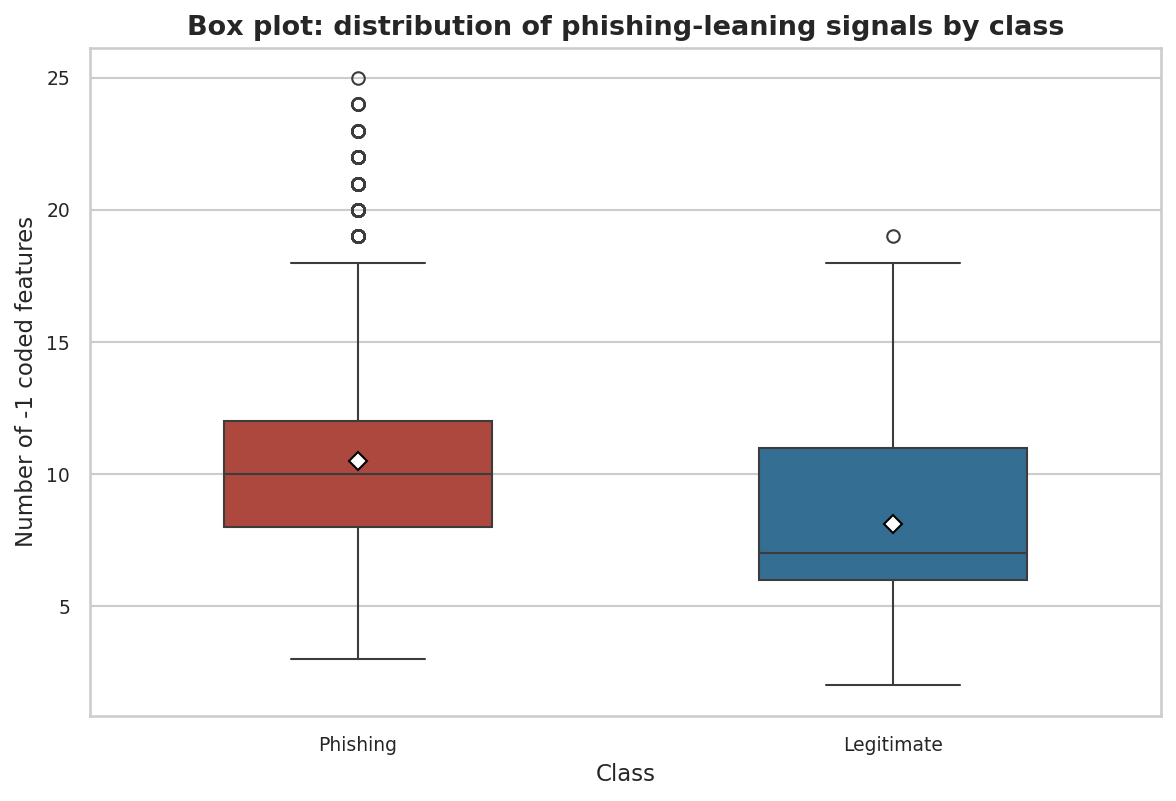 Box plot: distribution of phishing-leaning signals by class
Number of -1 coded features
25
20
15
10
5
Phishing
Legitimate
Class